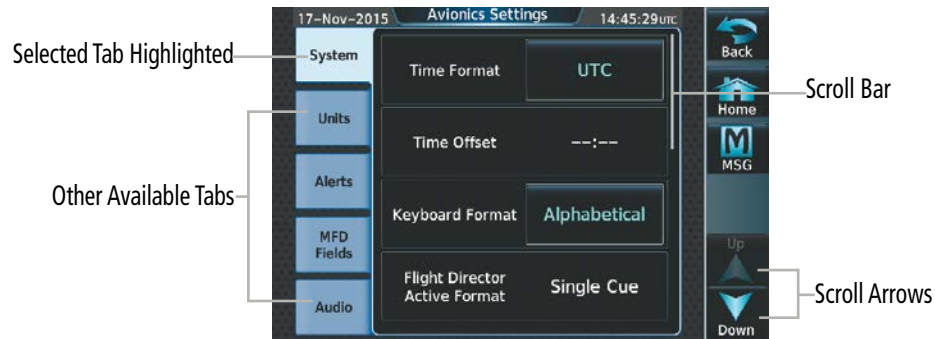 17-Nov-2015 Avionics Settings 14:45:29UTC
Selected Tab Highlighted
System
Units
Other Available Tabs
Alerts
MFD
Fields
Audio
Time Format UTC
Time Offset --:--
Keyboard Format Alphabetical
Flight Director
Active Format
Single Cue
Back
Home
MSG
Up
Down
Scroll Bar
Scroll Arrows